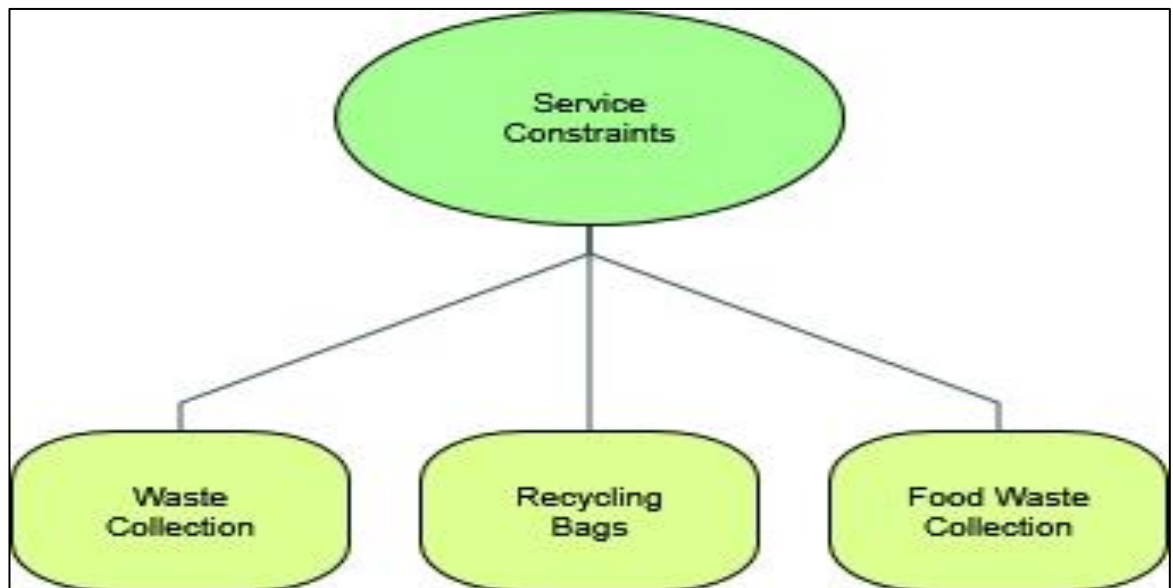 Service
Constraints
Waste
Collection
Recycling
Bags
Food Waste
Collection